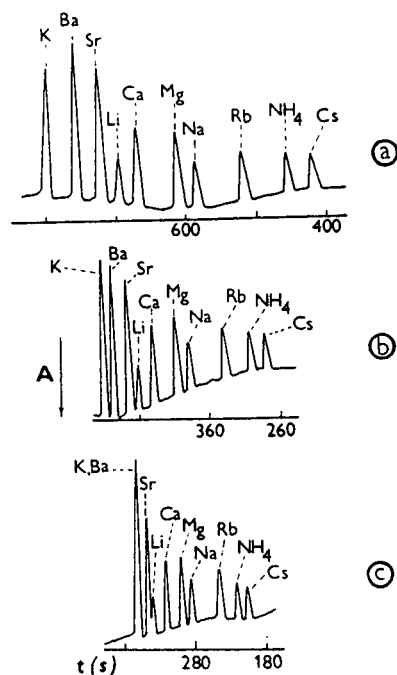 K Ba Sr Li Ca Mg Na Rb NH4 Cs
a
600 400
K Ba Sr Li Ca Mg Na Rb NH4 Cs
b
A
360 260
K,Ba Sr Li Ca Mg Na Rb NH4 Cs
c
t (s) 280 180